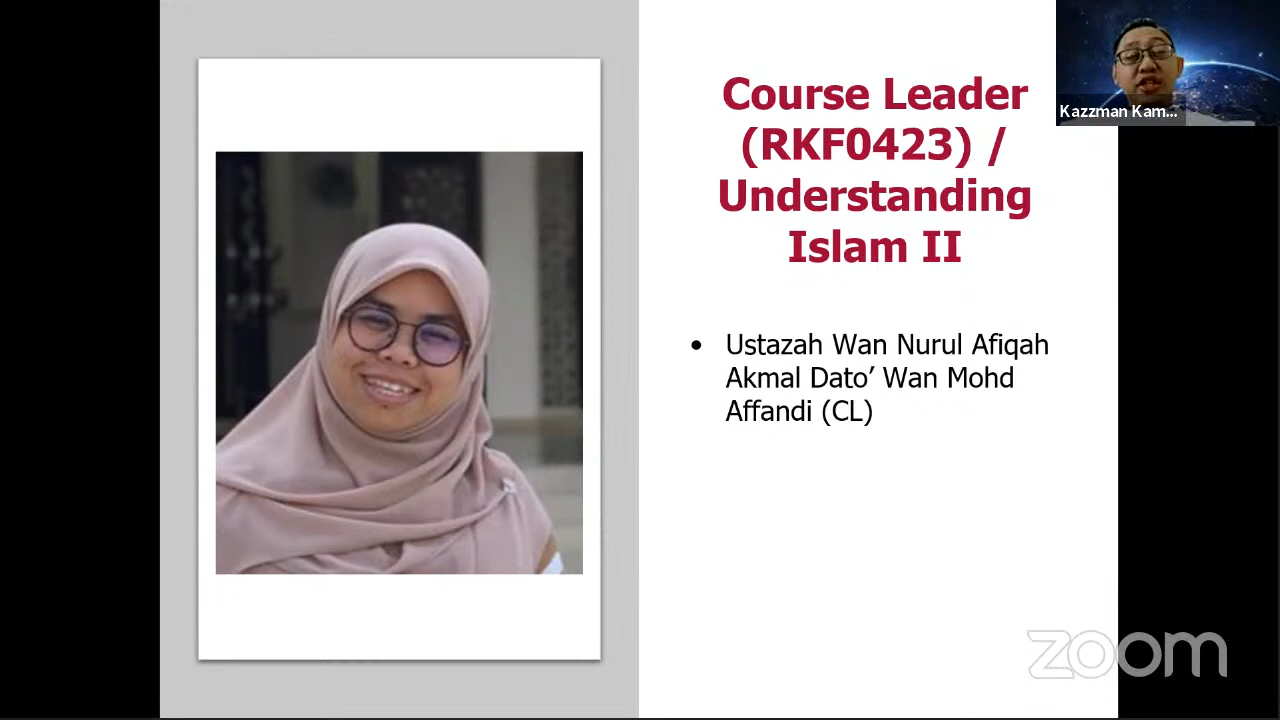 Course Leader
(RKF0423) /
Understanding
Islam II
• Ustazah Wan Nurul Afiqah
Akmal Dato’ Wan Mohd
Affandi (CL)
Kazzman Kam...
zoom